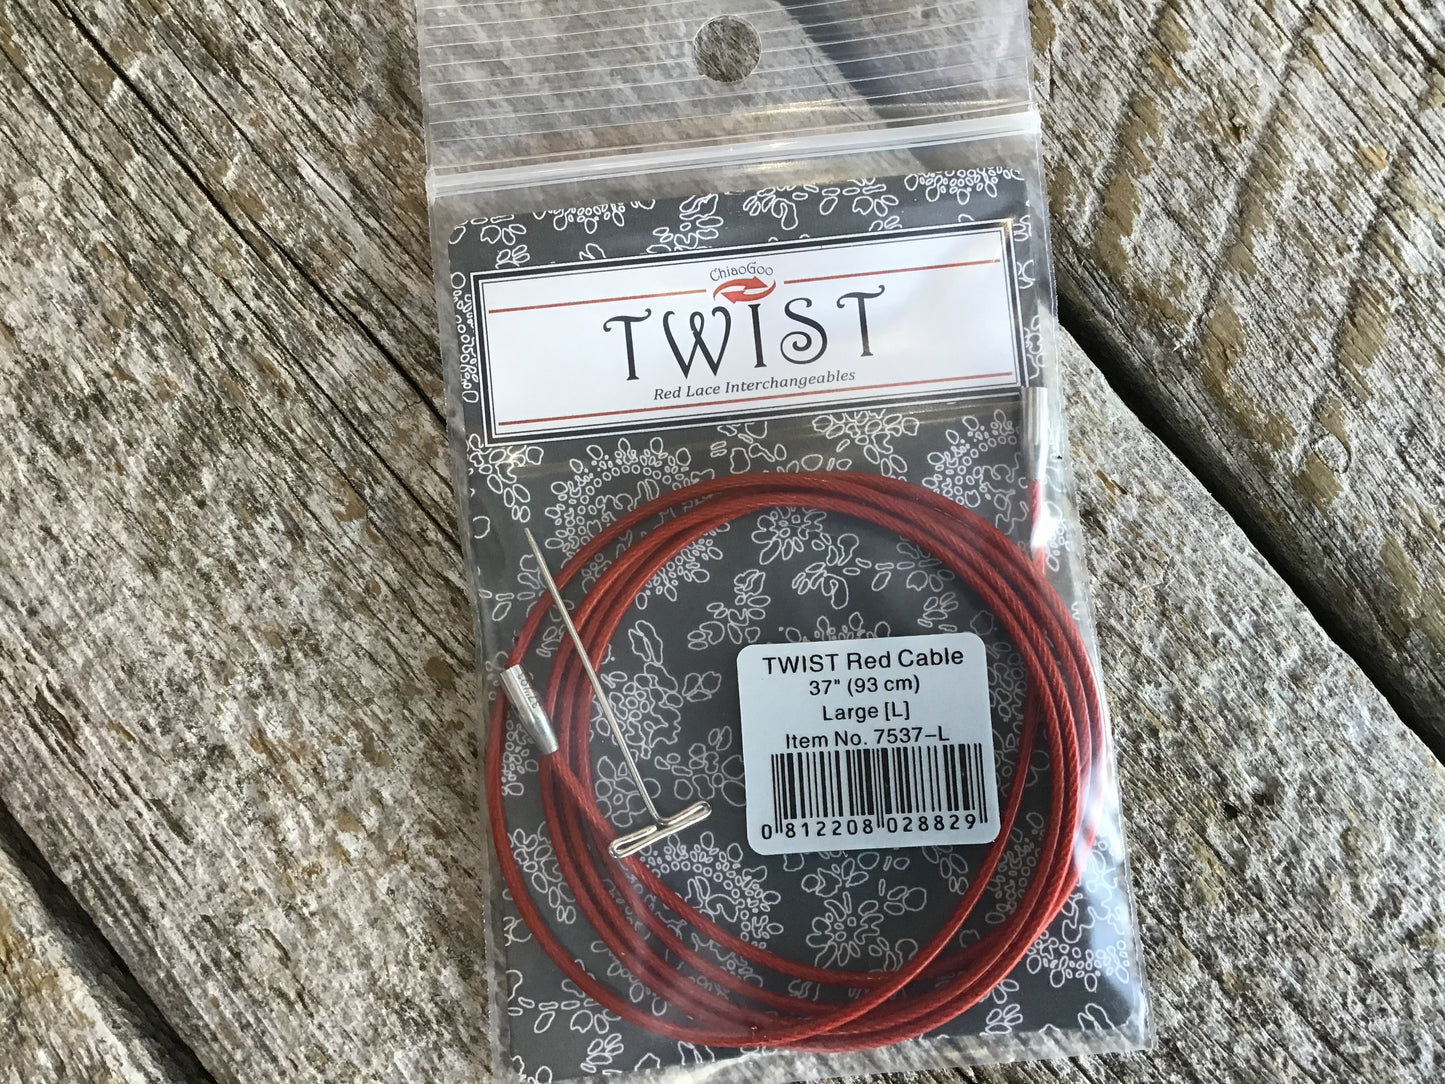 ChiaoGoo
TWIST
Red Lace Interchangeables
TWIST Red Cable
37" (93 cm)
Large [L]
Item No. 7537-L
0 812208 028829